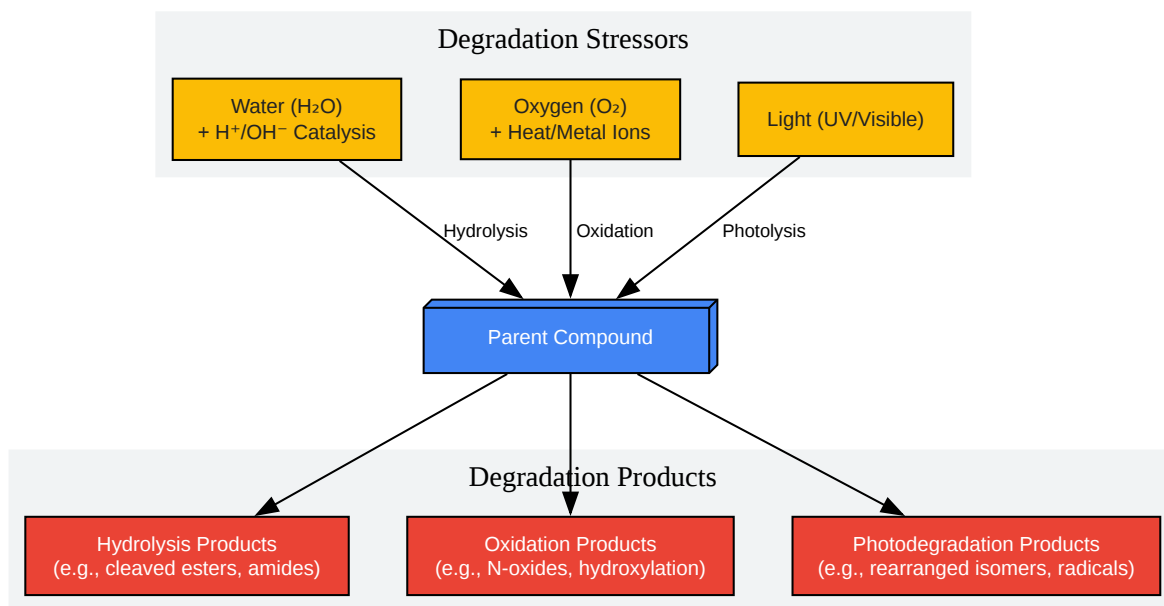 Degradation Stressors
Water (H₂O)
+ H⁺/OH⁻ Catalysis
Oxygen (O₂)
+ Heat/Metal Ions
Light (UV/Visible)
Hydrolysis
Oxidation
Photolysis
Parent Compound
Degradation Products
Hydrolysis Products
(e.g., cleaved esters, amides)
Oxidation Products
(e.g., N-oxides, hydroxylation)
Photodegradation Products
(e.g., rearranged isomers, radicals)